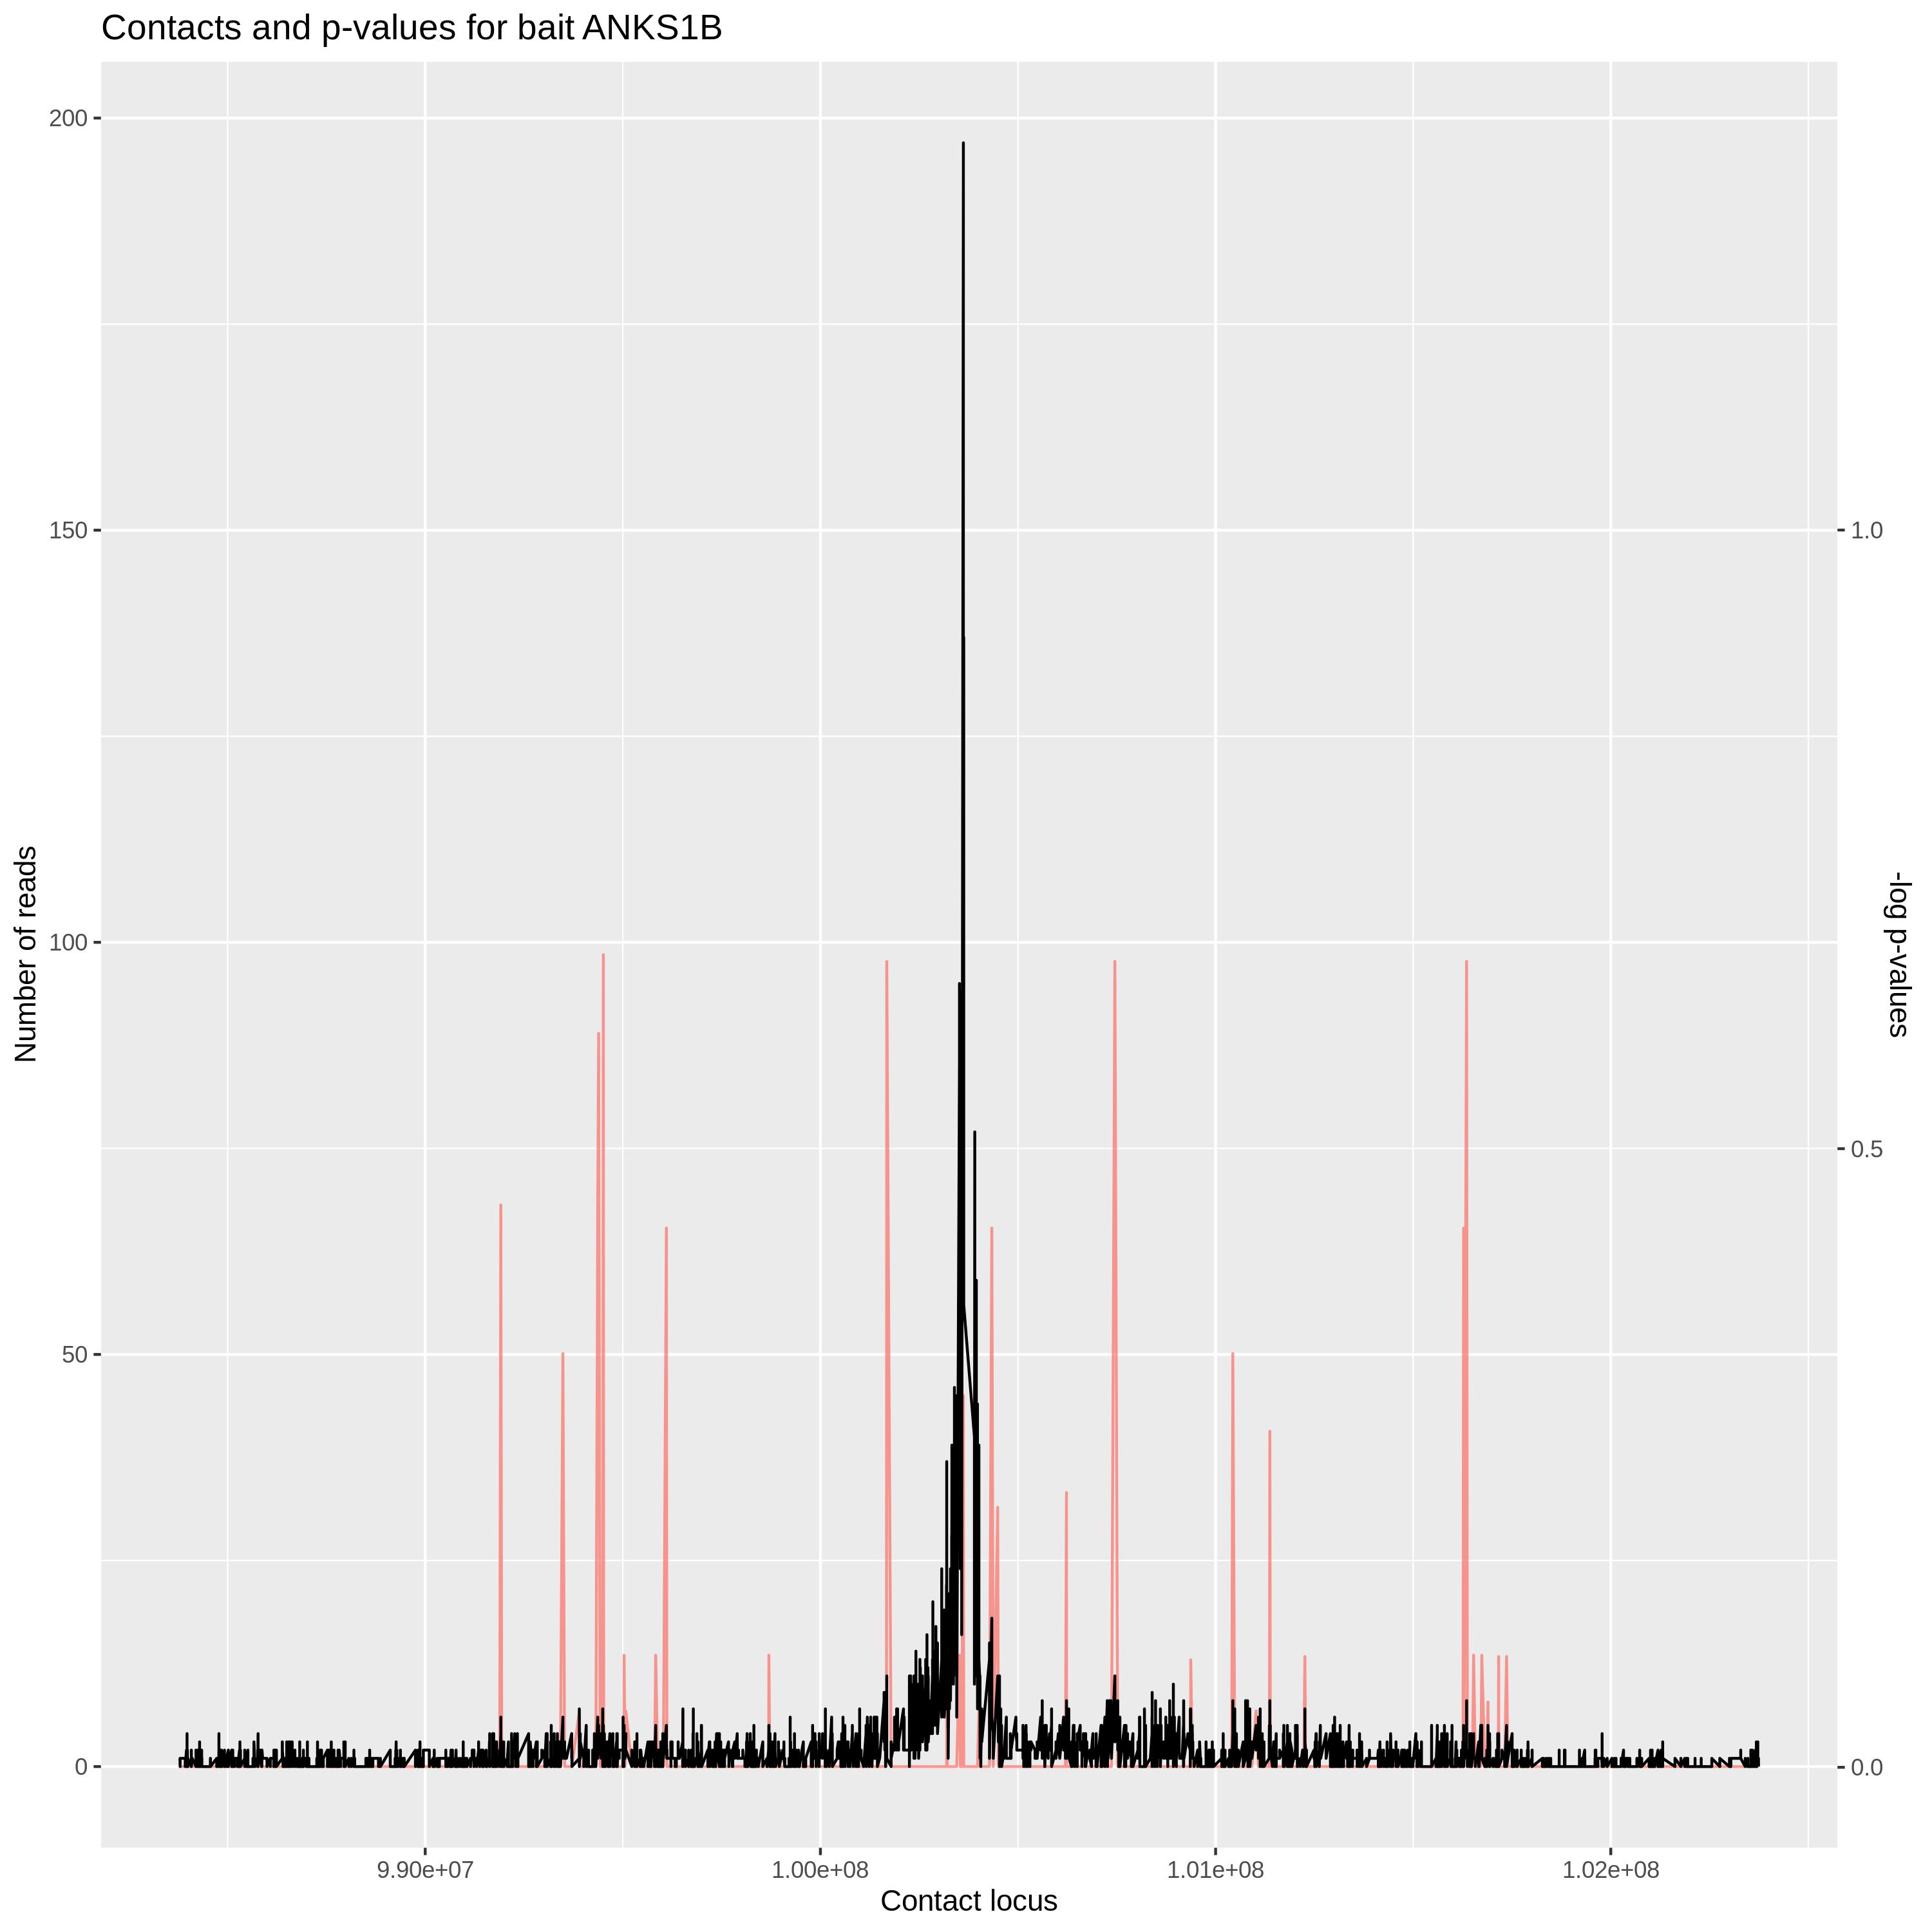 Contacts and p-values for bait ANKS1B
200
150
100
50
0
Number of reads
1.0
0.5
0.0
-log p-values
9.90e+07
1.00e+08
1.01e+08
1.02e+08
Contact locus